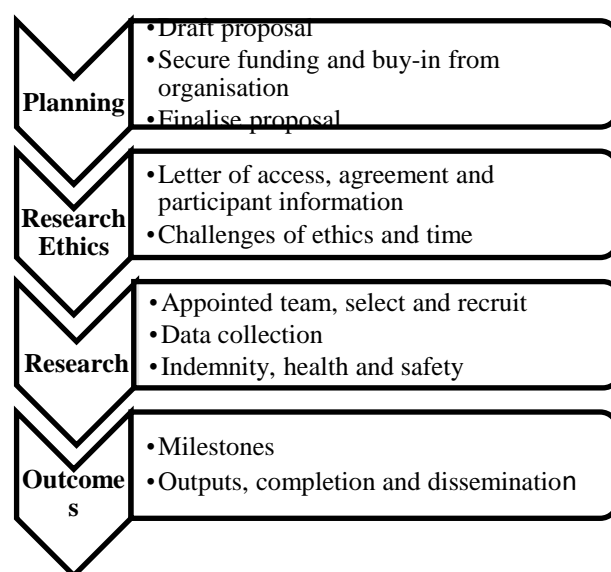 Planning
•Draft proposal
•Secure funding and buy-in from
organisation
•Finalise proposal
Research
Ethics
•Letter of access, agreement and
participant information
•Challenges of ethics and time
Research
•Appointed team, select and recruit
•Data collection
•Indemnity, health and safety
Outcome
s
•Milestones
•Outputs, completion and dissemination